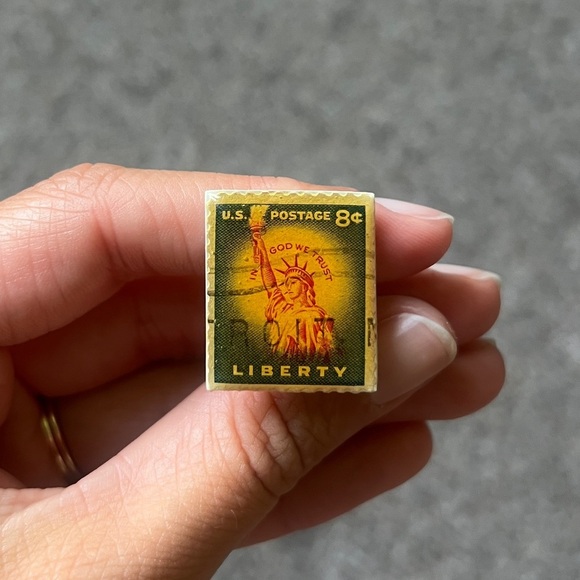 U.S. POSTAGE 8¢
IN GOD WE TRUST
LIBERTY